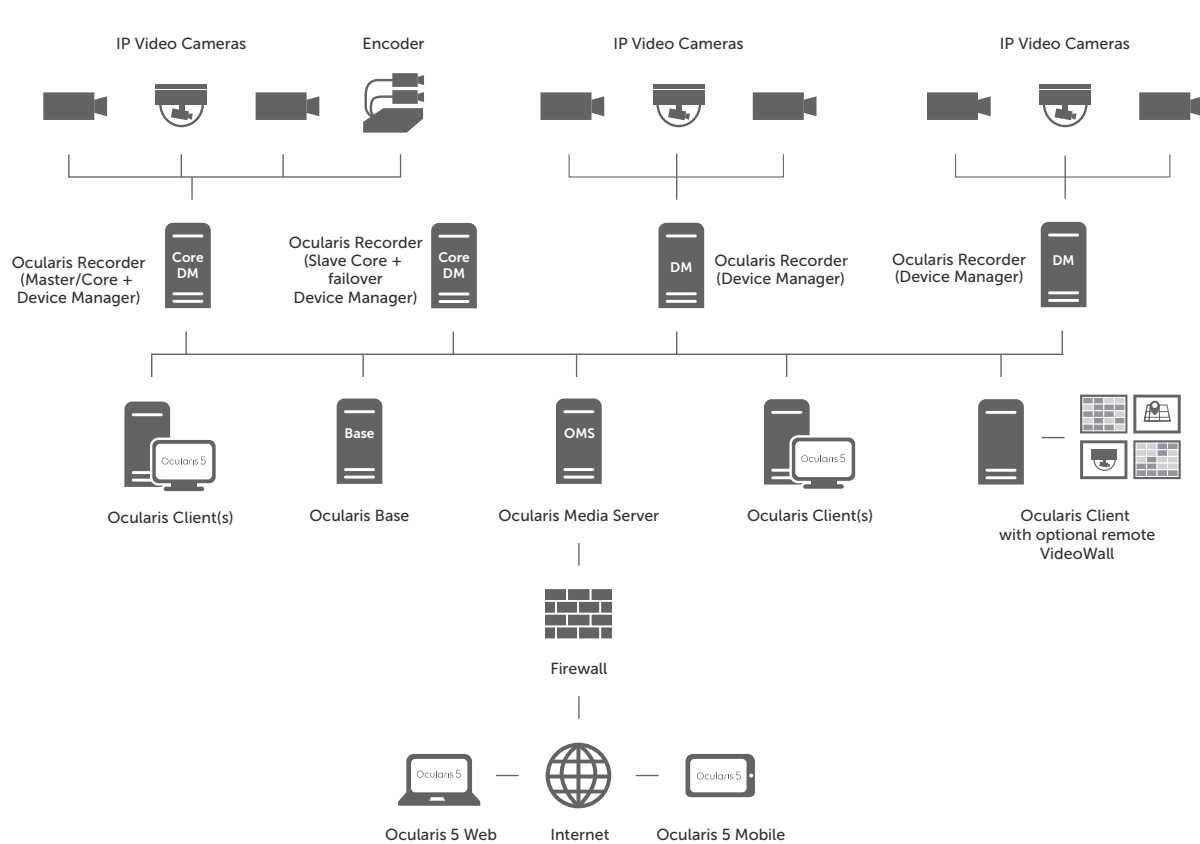 IP Video Cameras
Encoder
IP Video Cameras
IP Video Cameras
Ocularis Recorder
(Master/Core +
Device Manager)
Core
DM
Ocularis Recorder
(Slave Core +
failover
Device Manager)
Core
DM
DM
Ocularis Recorder
(Device Manager)
Ocularis Recorder
(Device Manager)
DM
Ocularis 5
Base
OMS
Ocularis 5
Ocularis Client(s)
Ocularis Base
Ocularis Media Server
Ocularis Client(s)
Ocularis Client
with optional remote
VideoWall
Firewall
Ocularis 5
Ocularis 5
Ocularis 5 Web
Internet
Ocularis 5 Mobile